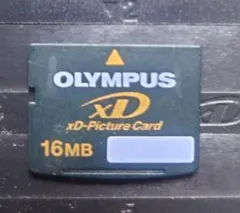 OLYMPUS
xD
xD-Picture Card
16MB